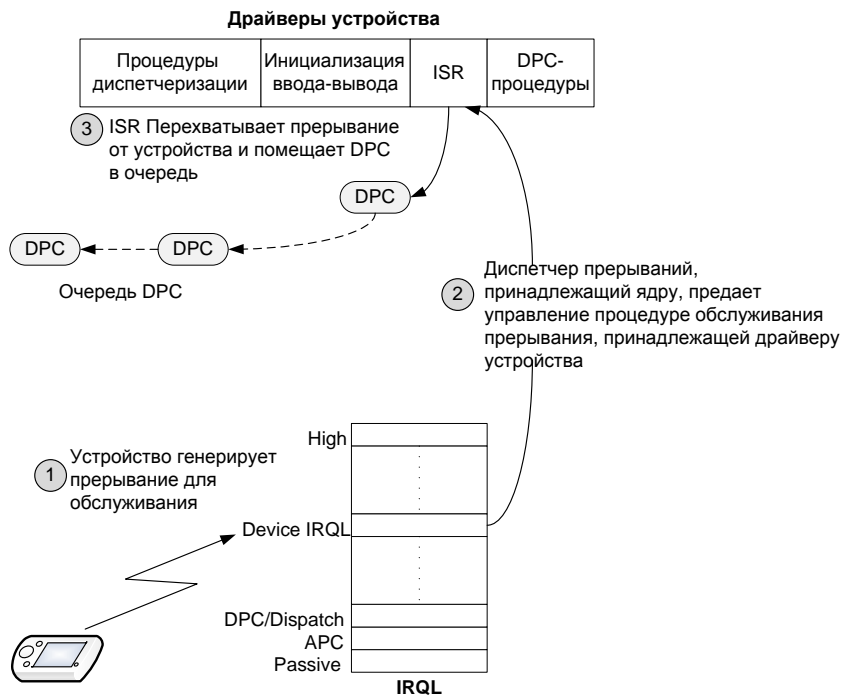 Драйверы устройства
Процедуры
диспетчеризации
Инициализация
ввода-вывода
ISR
DPC-
процедуры
3
ISR Перехватывает прерывание
от устройства и помещает DPC
в очередь
DPC
DPC
DPC
Очередь DPC
2
Диспетчер прерываний,
принадлежащий ядру, предает
управление процедуре обслуживания
прерывания, принадлежащей драйверу
устройства
1
Устройство генерирует
прерывание для
обслуживания
High
Device IRQL
DPC/Dispatch
APC
Passive
IRQL